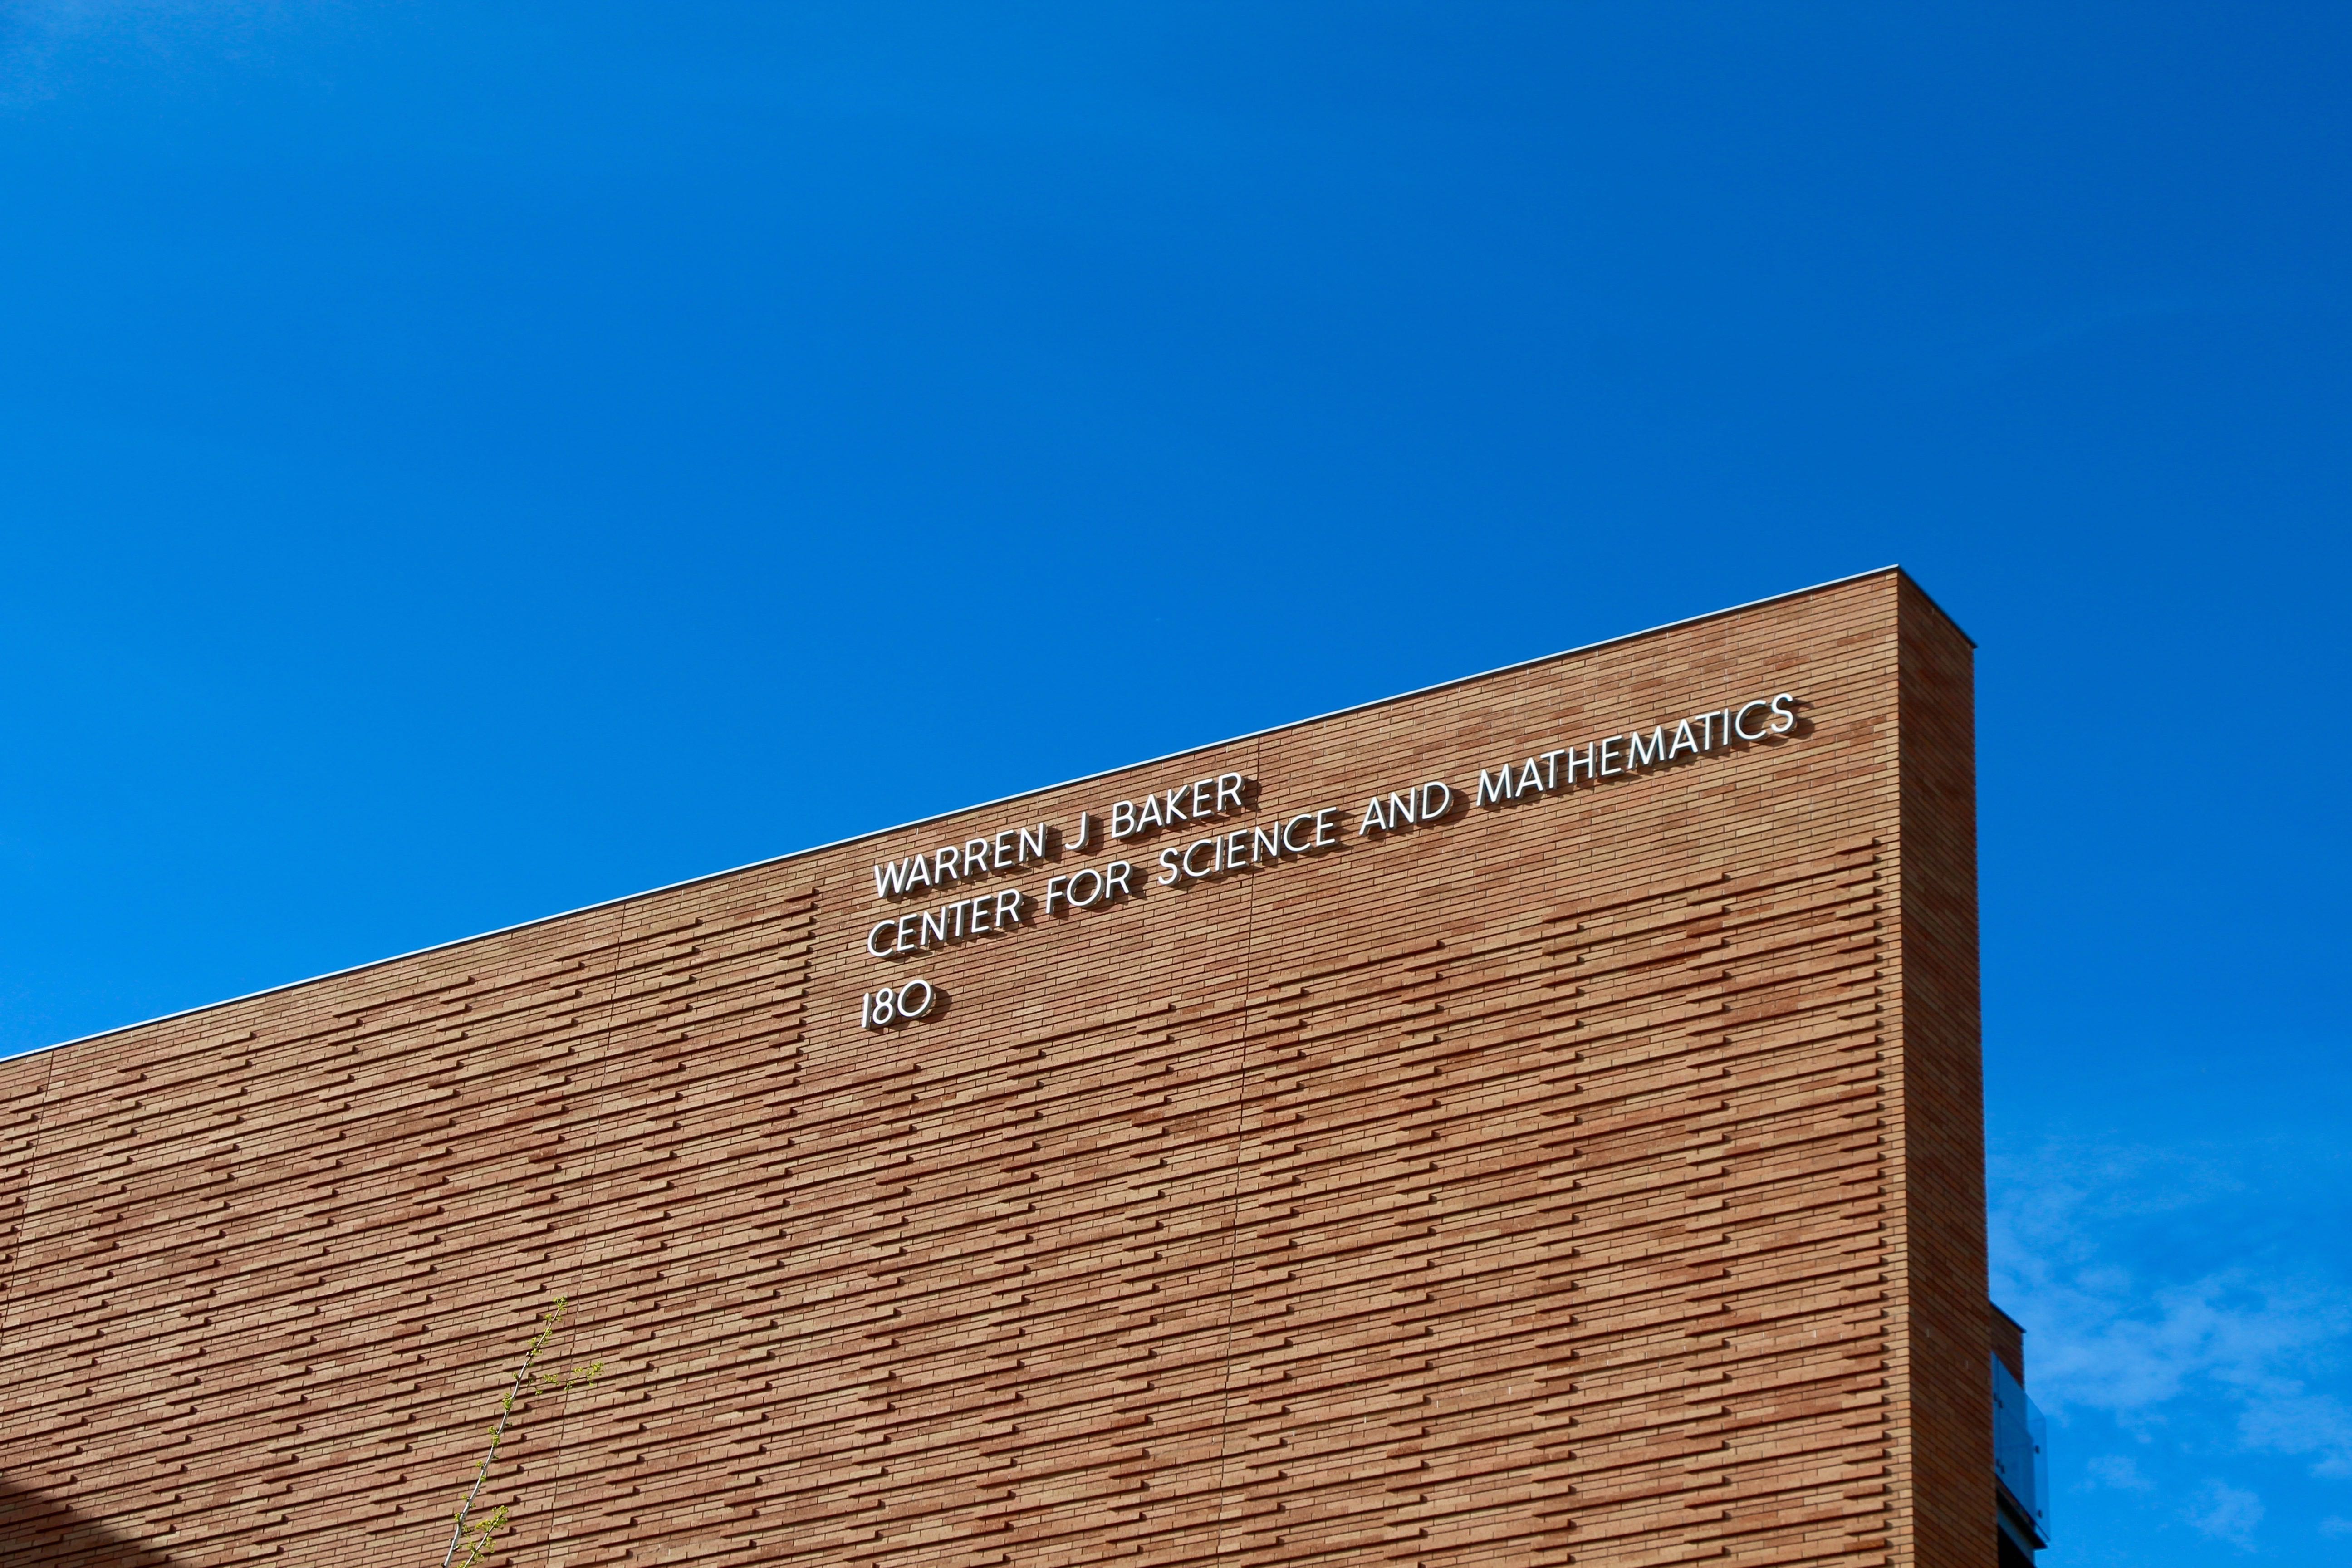 WARREN J BAKER
CENTER FOR SCIENCE AND MATHEMATICS
180